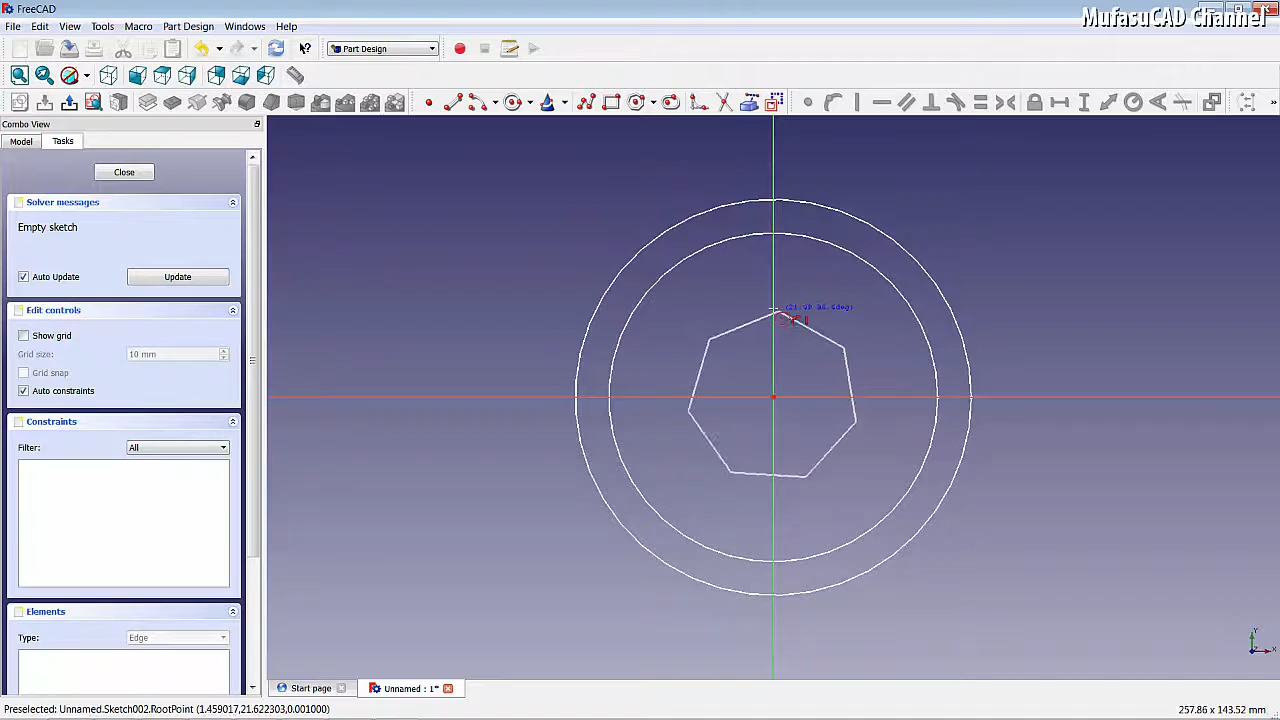 FreeCAD
MufasuCAD Channel
File Edit View Tools Macro Part Design Windows Help
Part Design
Combo View
Model Tasks
Close
Solver messages
Empty sketch
Auto Update Update
Edit controls
Show grid
Grid size: 10 mm
Grid snap
Auto constraints
Constraints
Filter: All
Elements
Type: Edge
Y
X
Start page Unnamed : 1*
Preselected: Unnamed.Sketch002.RootPoint (1.459017,21.622303,0.001000) 257.86 x 143.52 mm